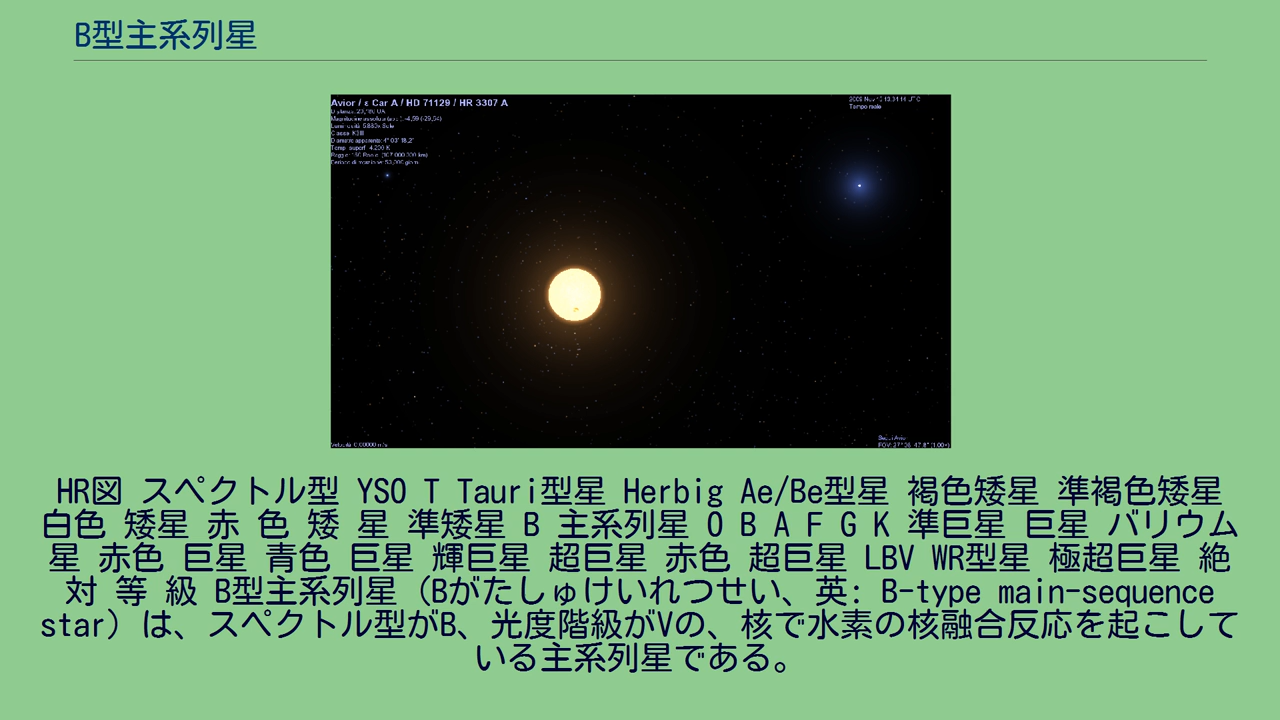 B型主系列星
Avior / ε Car A / HD 71129 / HR 3307 A
HR図 スペクトル型 YSO T Tauri型星 Herbig Ae/Be型星 褐色矮星 準褐色矮星
白色 矮星 赤 色 矮 星 準矮星 B 主系列星 O B A F G K 準巨星 巨星 バリウム
星 赤色 巨星 青色 巨星 輝巨星 超巨星 赤色 超巨星 LBV WR型星 極超巨星 絶
対 等 級 B型主系列星（Bがたしゅけいれつせい、英: B-type main-sequence
star）は、スペクトル型がB、光度階級がVの、核で水素の核融合反応を起こして
いる主系列星である。